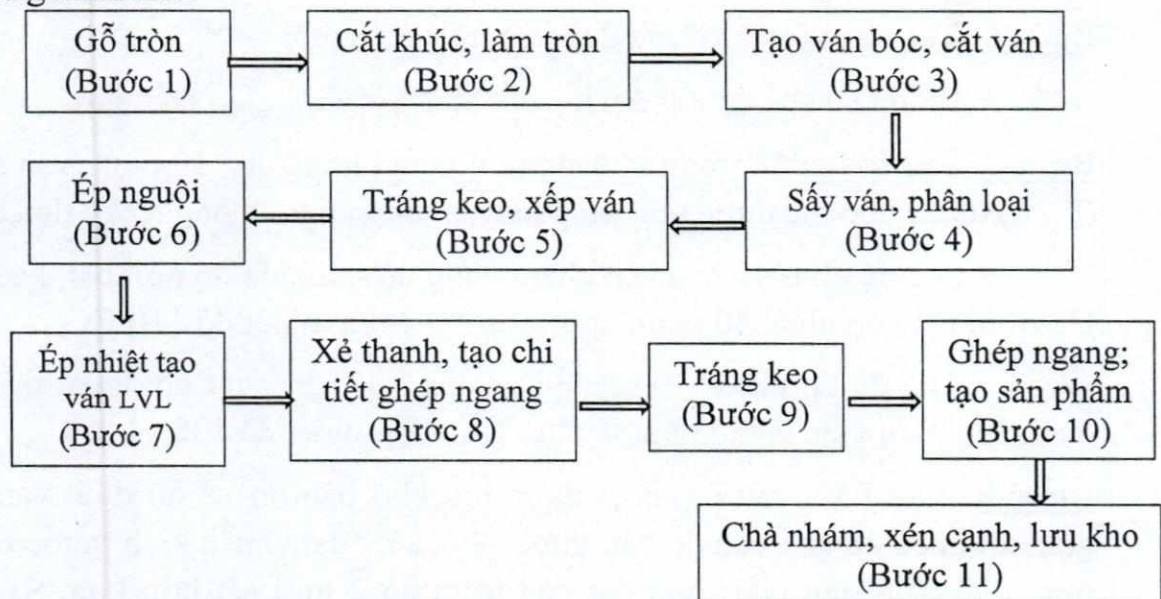 Gỗ tròn
(Bước 1)
Cắt khúc, làm tròn
(Bước 2)
Tạo ván bóc, cắt ván
(Bước 3)
Sấy ván, phân loại
(Bước 4)
Tráng keo, xếp ván
(Bước 5)
Ép nguội
(Bước 6)
Ép nhiệt tạo
ván LVL
(Bước 7)
Xẻ thanh, tạo chi
tiết ghép ngang
(Bước 8)
Tráng keo
(Bước 9)
Ghép ngang;
tạo sản phẩm
(Bước 10)
Chà nhám, xén cạnh, lưu kho
(Bước 11)